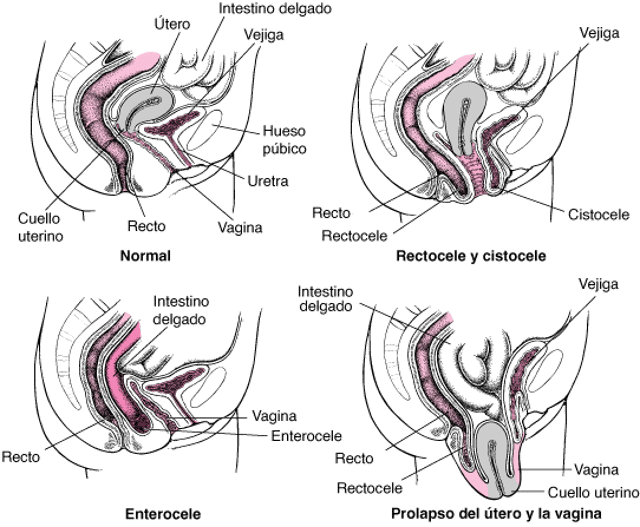 Intestino delgado
Útero
Vejiga
Hueso
púbico
Uretra
Cuello
uterino
Recto
Vagina
Normal
Vejiga
Recto
Rectocele
Cistocele
Rectocele y cistocele
Intestino
delgado
Vagina
Enterocele
Recto
Enterocele
Intestino
delgado
Vejiga
Recto
Rectocele
Vagina
Cuello uterino
Prolapso del útero y la vagina